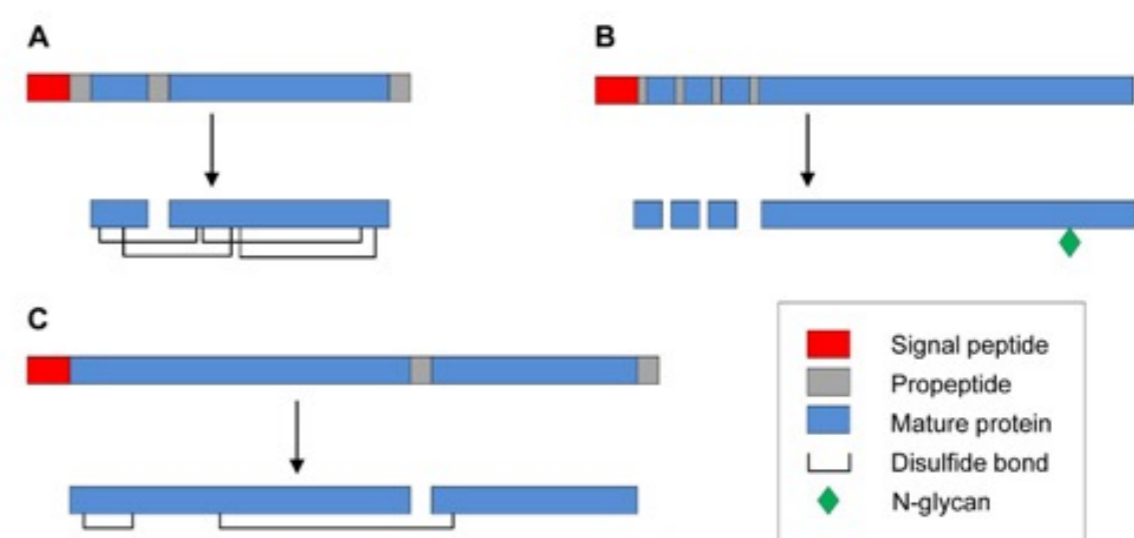 A
B
C
Signal peptide
Propeptide
Mature protein
Disulfide bond
N-glycan